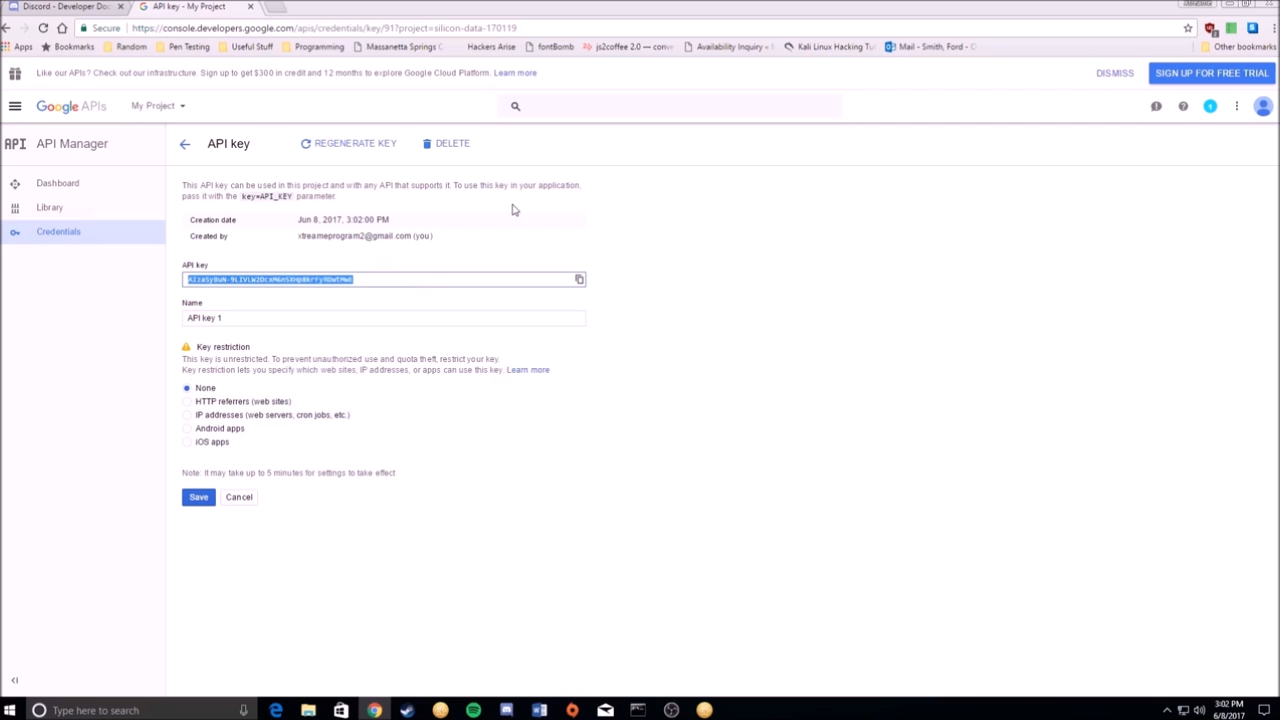 Discord - Developer Doc
API key - My Project
Secure
https://console.developers.google.com/apis/credentials/key/91?project=silicon-data-170119
Apps
Bookmarks
Random
Pen Testing
Useful Stuff
Programming
Massanetta Springs
Hackers Arise
fontBomb
js2coffee 2.0 — conv
Availability Inquiry
Kali Linux Hacking Tu
Mail - Smith, Ford -
Other bookmarks
Like our APIs? Check out our infrastructure. Sign up to get $300 in credit and 12 months to explore Google Cloud Platform. Learn more
DISMISS
SIGN UP FOR FREE TRIAL
Google APIs
My Project
API API Manager
API key
REGENERATE KEY
DELETE
Dashboard
Library
Credentials
This API key can be used in this project and with any API that supports it. To use this key in your application,
pass it with the key=API_KEY parameter.
Creation date Jun 8, 2017, 3:02:00 PM
Created by xtreameprogram2@gmail.com (you)
API key
Name
API key 1
Key restriction
This key is unrestricted. To prevent unauthorized use and quota theft, restrict your key.
Key restriction lets you specify which web sites, IP addresses, or apps can use this key. Learn more
None
HTTP referrers (web sites)
IP addresses (web servers, cron jobs, etc.)
Android apps
iOS apps
Note: It may take up to 5 minutes for settings to take effect
Save
Cancel
Type here to search
3:02 PM
6/8/2017